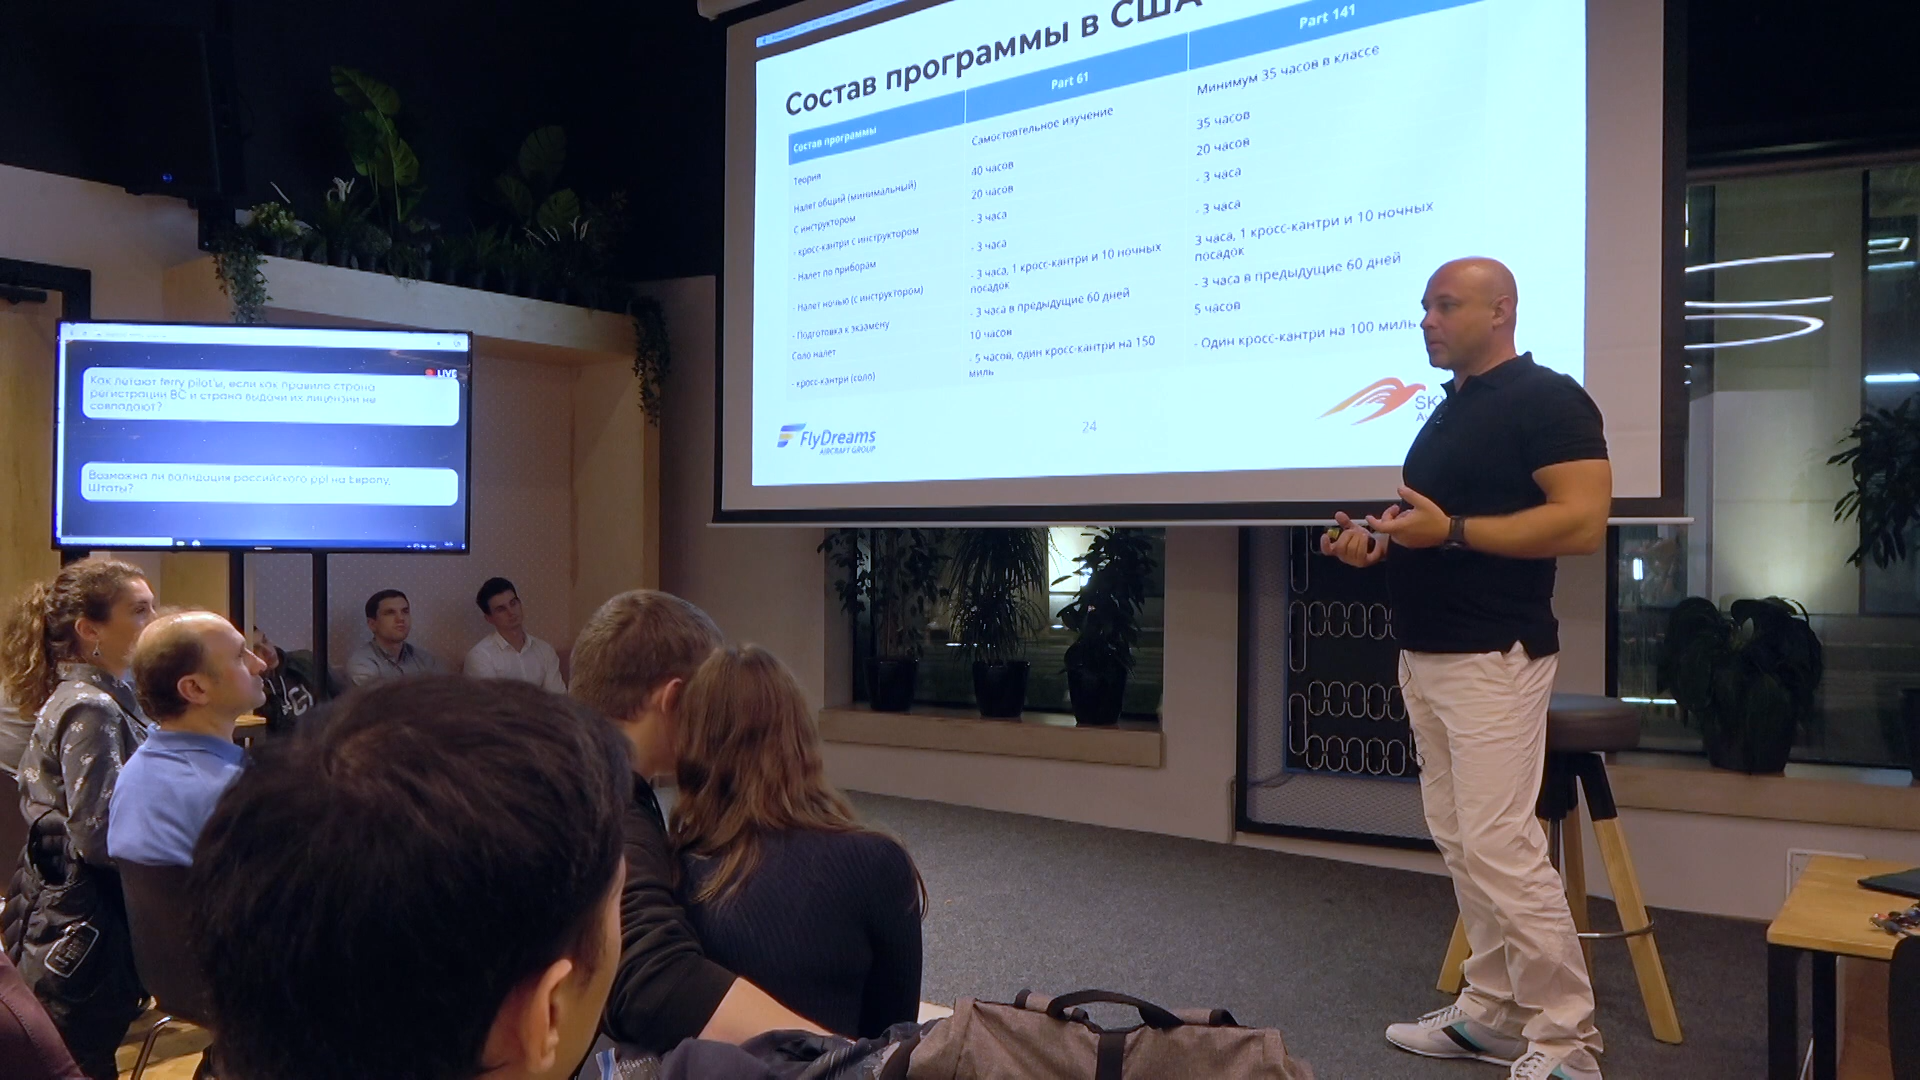 Состав программы в США
Состав программы
Part 61
Part 141
Теория
Самостоятельное изучение
Минимум 35 часов в классе
Налет общий (минимальный)
40 часов
35 часов
С инструктором
20 часов
20 часов
- кросс-кантри с инструктором
- 3 часа
- 3 часа
- Налет по приборам
- 3 часа
- 3 часа
- Налет ночью (с инструктором)
- 3 часа, 1 кросс-кантри и 10 ночных
посадок
3 часа, 1 кросс-кантри и 10 ночных
посадок
- Подготовка к экзамену
- 3 часа в предыдущие 60 дней
- 3 часа в предыдущие 60 дней
Соло налет
10 часов
5 часов
- кросс-кантри (соло)
- 5 часов, один кросс-кантри на 150
миль
- Один кросс-кантри на 100 миль
FlyDreams
AIRCRAFT GROUP
24
LIVE
Как летают ferry pilot'ы, если как правило страна
регистрации ВС и страна выдачи их лицензии не
совпадают?
Возможна ли валидация российского ppl на Европу,
Штаты?